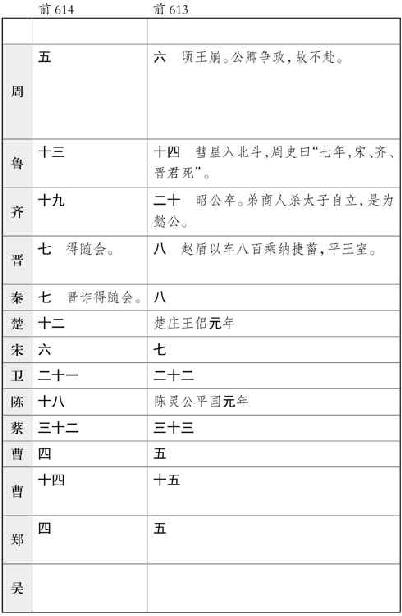 前614 前613
周 五 六 顷王崩。公卿争政,故不赴。
鲁 十三 十四 彗星入北斗,周史曰“七年,宋、齐、
晋君死”。
齐 十九 二十 昭公卒。弟商人杀太子自立,是为
懿公。
晋 七 得随会。 八 赵盾以车八百乘纳捷菑,平王室。
秦 七 晋诈得随会。 八
楚 十二 楚庄王侣元年
宋 六 七
卫 二十一 二十二
陈 十八 陈灵公平国元年
蔡 三十二 三十三
曹 四 五
曹 十四 十五
郑 四 五
吴